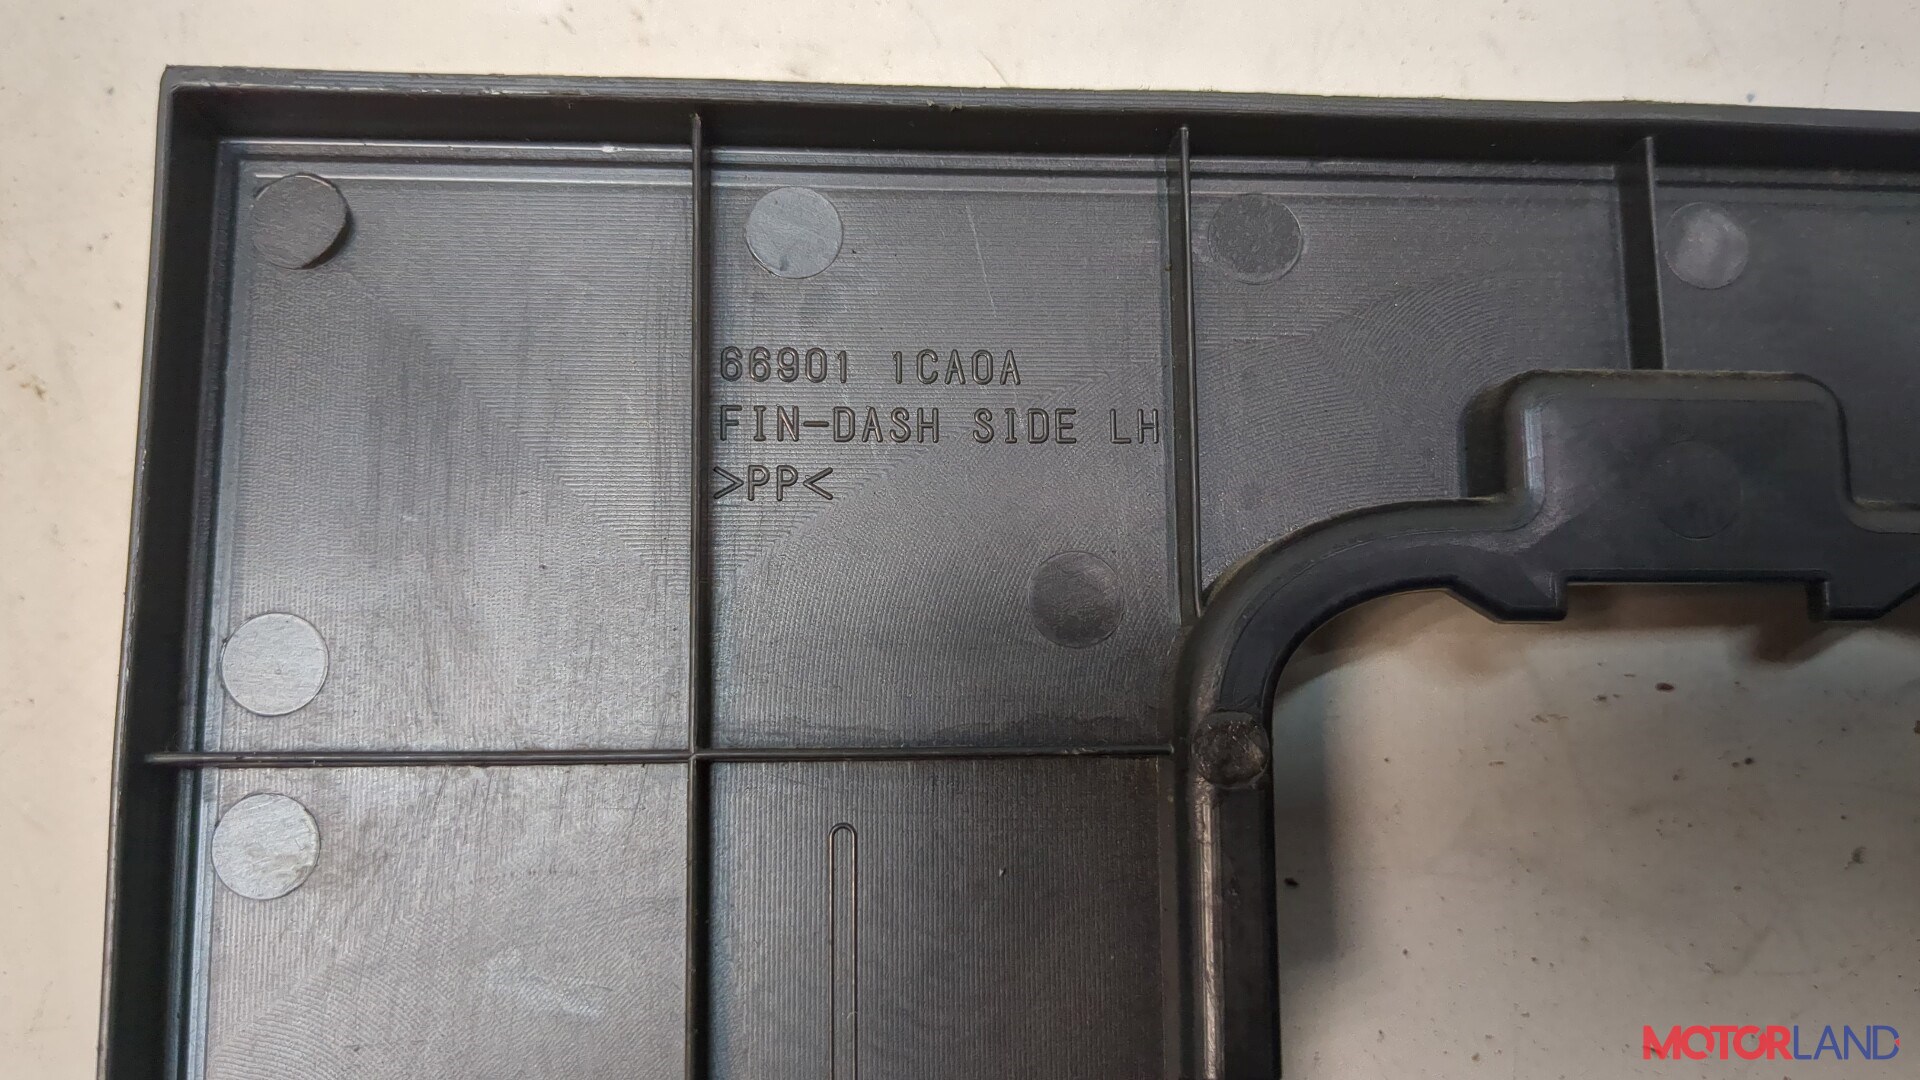 66901 1CA0A
FIN-DASH SIDE LH
>PP<
MOTORLAND